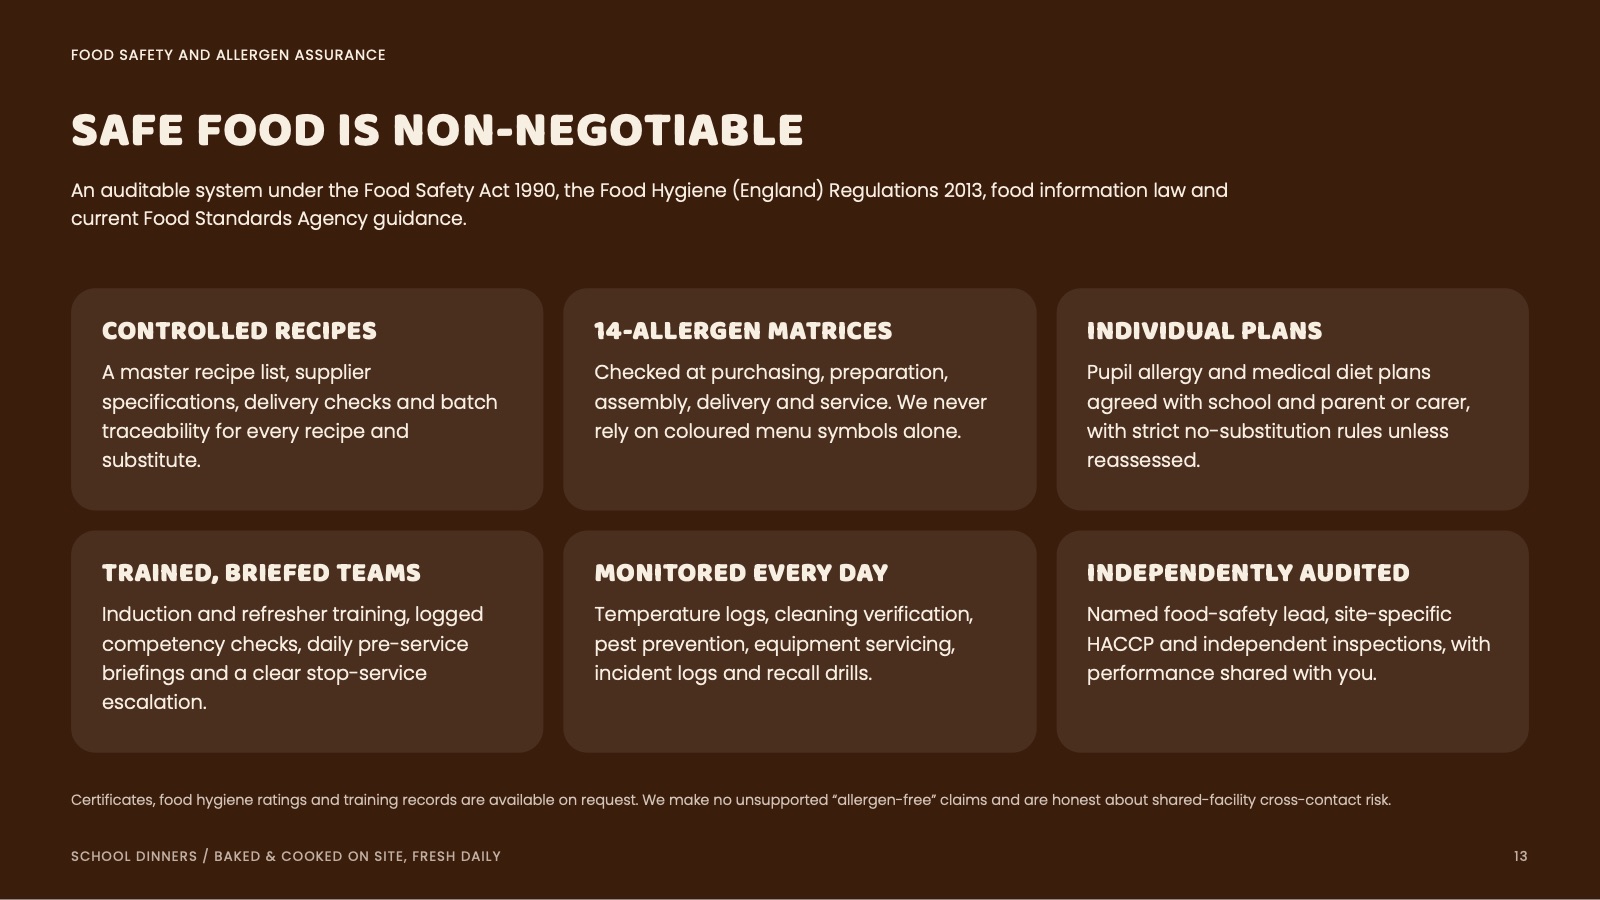 FOOD SAFETY AND ALLERGEN ASSURANCE
SAFE FOOD IS NON-NEGOTIABLE
An auditable system under the Food Safety Act 1990, the Food Hygiene (England) Regulations 2013, food information law and
current Food Standards Agency guidance.
CONTROLLED RECIPES
A master recipe list, supplier
specifications, delivery checks and batch
traceability for every recipe and
substitute.
14-ALLERGEN MATRICES
Checked at purchasing, preparation,
assembly, delivery and service. We never
rely on coloured menu symbols alone.
INDIVIDUAL PLANS
Pupil allergy and medical diet plans
agreed with school and parent or carer,
with strict no-substitution rules unless
reassessed.
TRAINED, BRIEFED TEAMS
Induction and refresher training, logged
competency checks, daily pre-service
briefings and a clear stop-service
escalation.
MONITORED EVERY DAY
Temperature logs, cleaning verification,
pest prevention, equipment servicing,
incident logs and recall drills.
INDEPENDENTLY AUDITED
Named food-safety lead, site-specific
HACCP and independent inspections, with
performance shared with you.
Certificates, food hygiene ratings and training records are available on request. We make no unsupported “allergen-free” claims and are honest about shared-facility cross-contact risk.
SCHOOL DINNERS / BAKED & COOKED ON SITE, FRESH DAILY
13